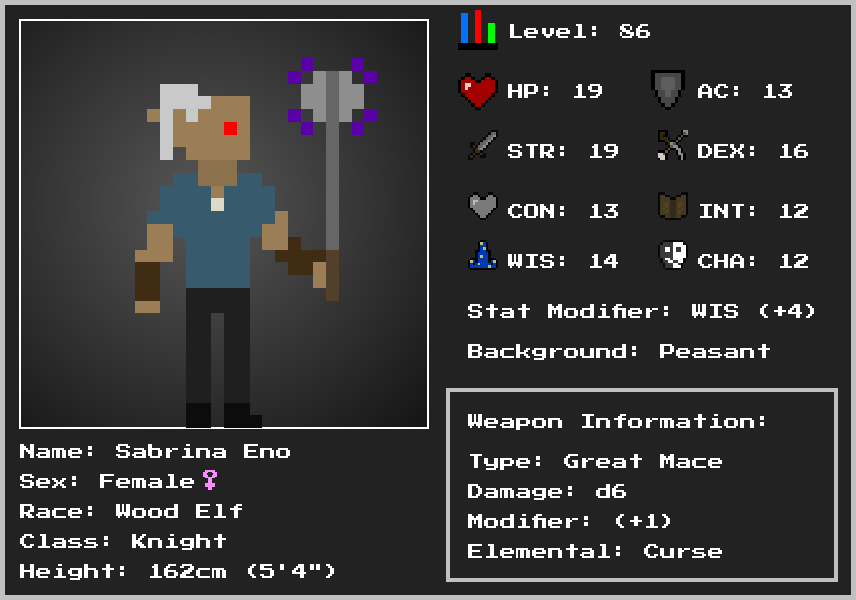 Level: 86
HP: 19
AC: 13
STR: 19
DEX: 16
CON: 13
INT: 12
WIS: 14
CHA: 12
Stat Modifier: WIS (+4)
Background: Peasant
Weapon Information:
Type: Great Mace
Damage: d6
Modifier: (+1)
Elemental: Curse
Name: Sabrina Eno
Sex: Female♀
Race: Wood Elf
Class: Knight
Height: 162cm (5'4")